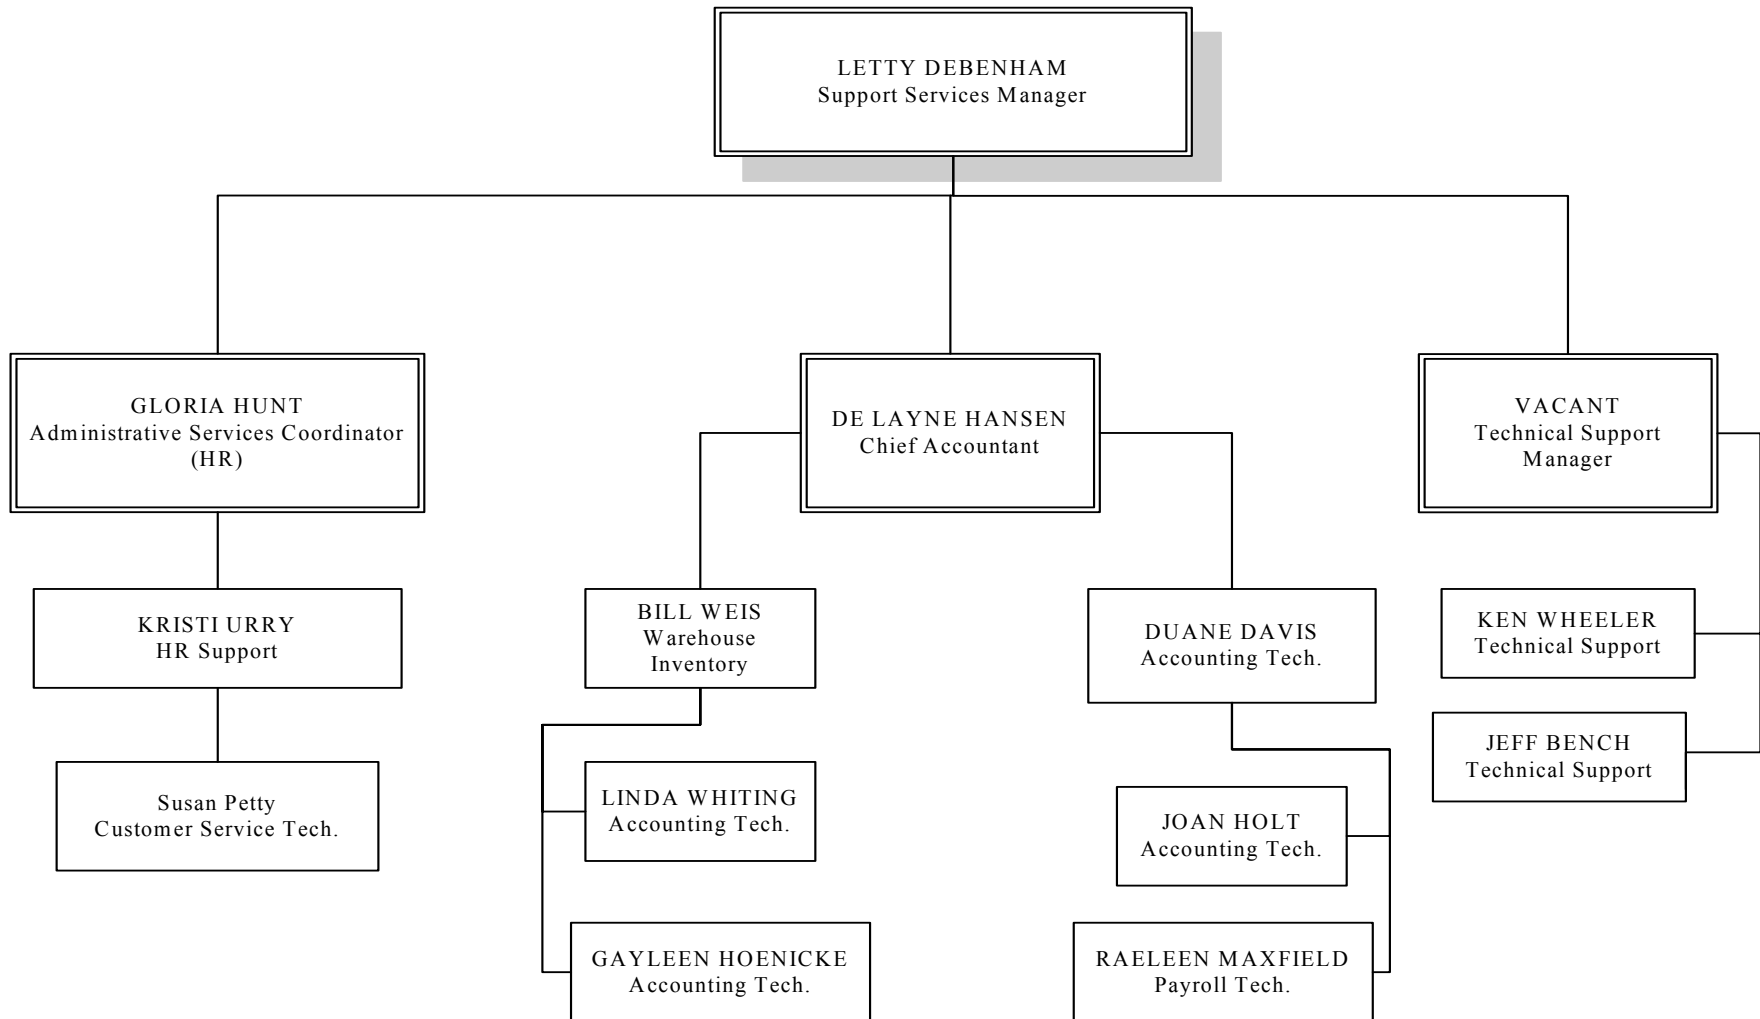 LETTY DEBENHAM
Support Services Manager
GLORIA HUNT
Administrative Services Coordinator
(HR)
DE LAYNE HANSEN
Chief Accountant
VACANT
Technical Support
Manager
KRISTI URRY
HR Support
BILL WEIS
Warehouse
Inventory
DUANE DAVIS
Accounting Tech.
KEN WHEELER
Technical Support
JEFF BENCH
Technical Support
Susan Petty
Customer Service Tech.
LINDA WHITING
Accounting Tech.
JOAN HOLT
Accounting Tech.
GAYLEEN HOENICKE
Accounting Tech.
RAELEEN MAXFIELD
Payroll Tech.